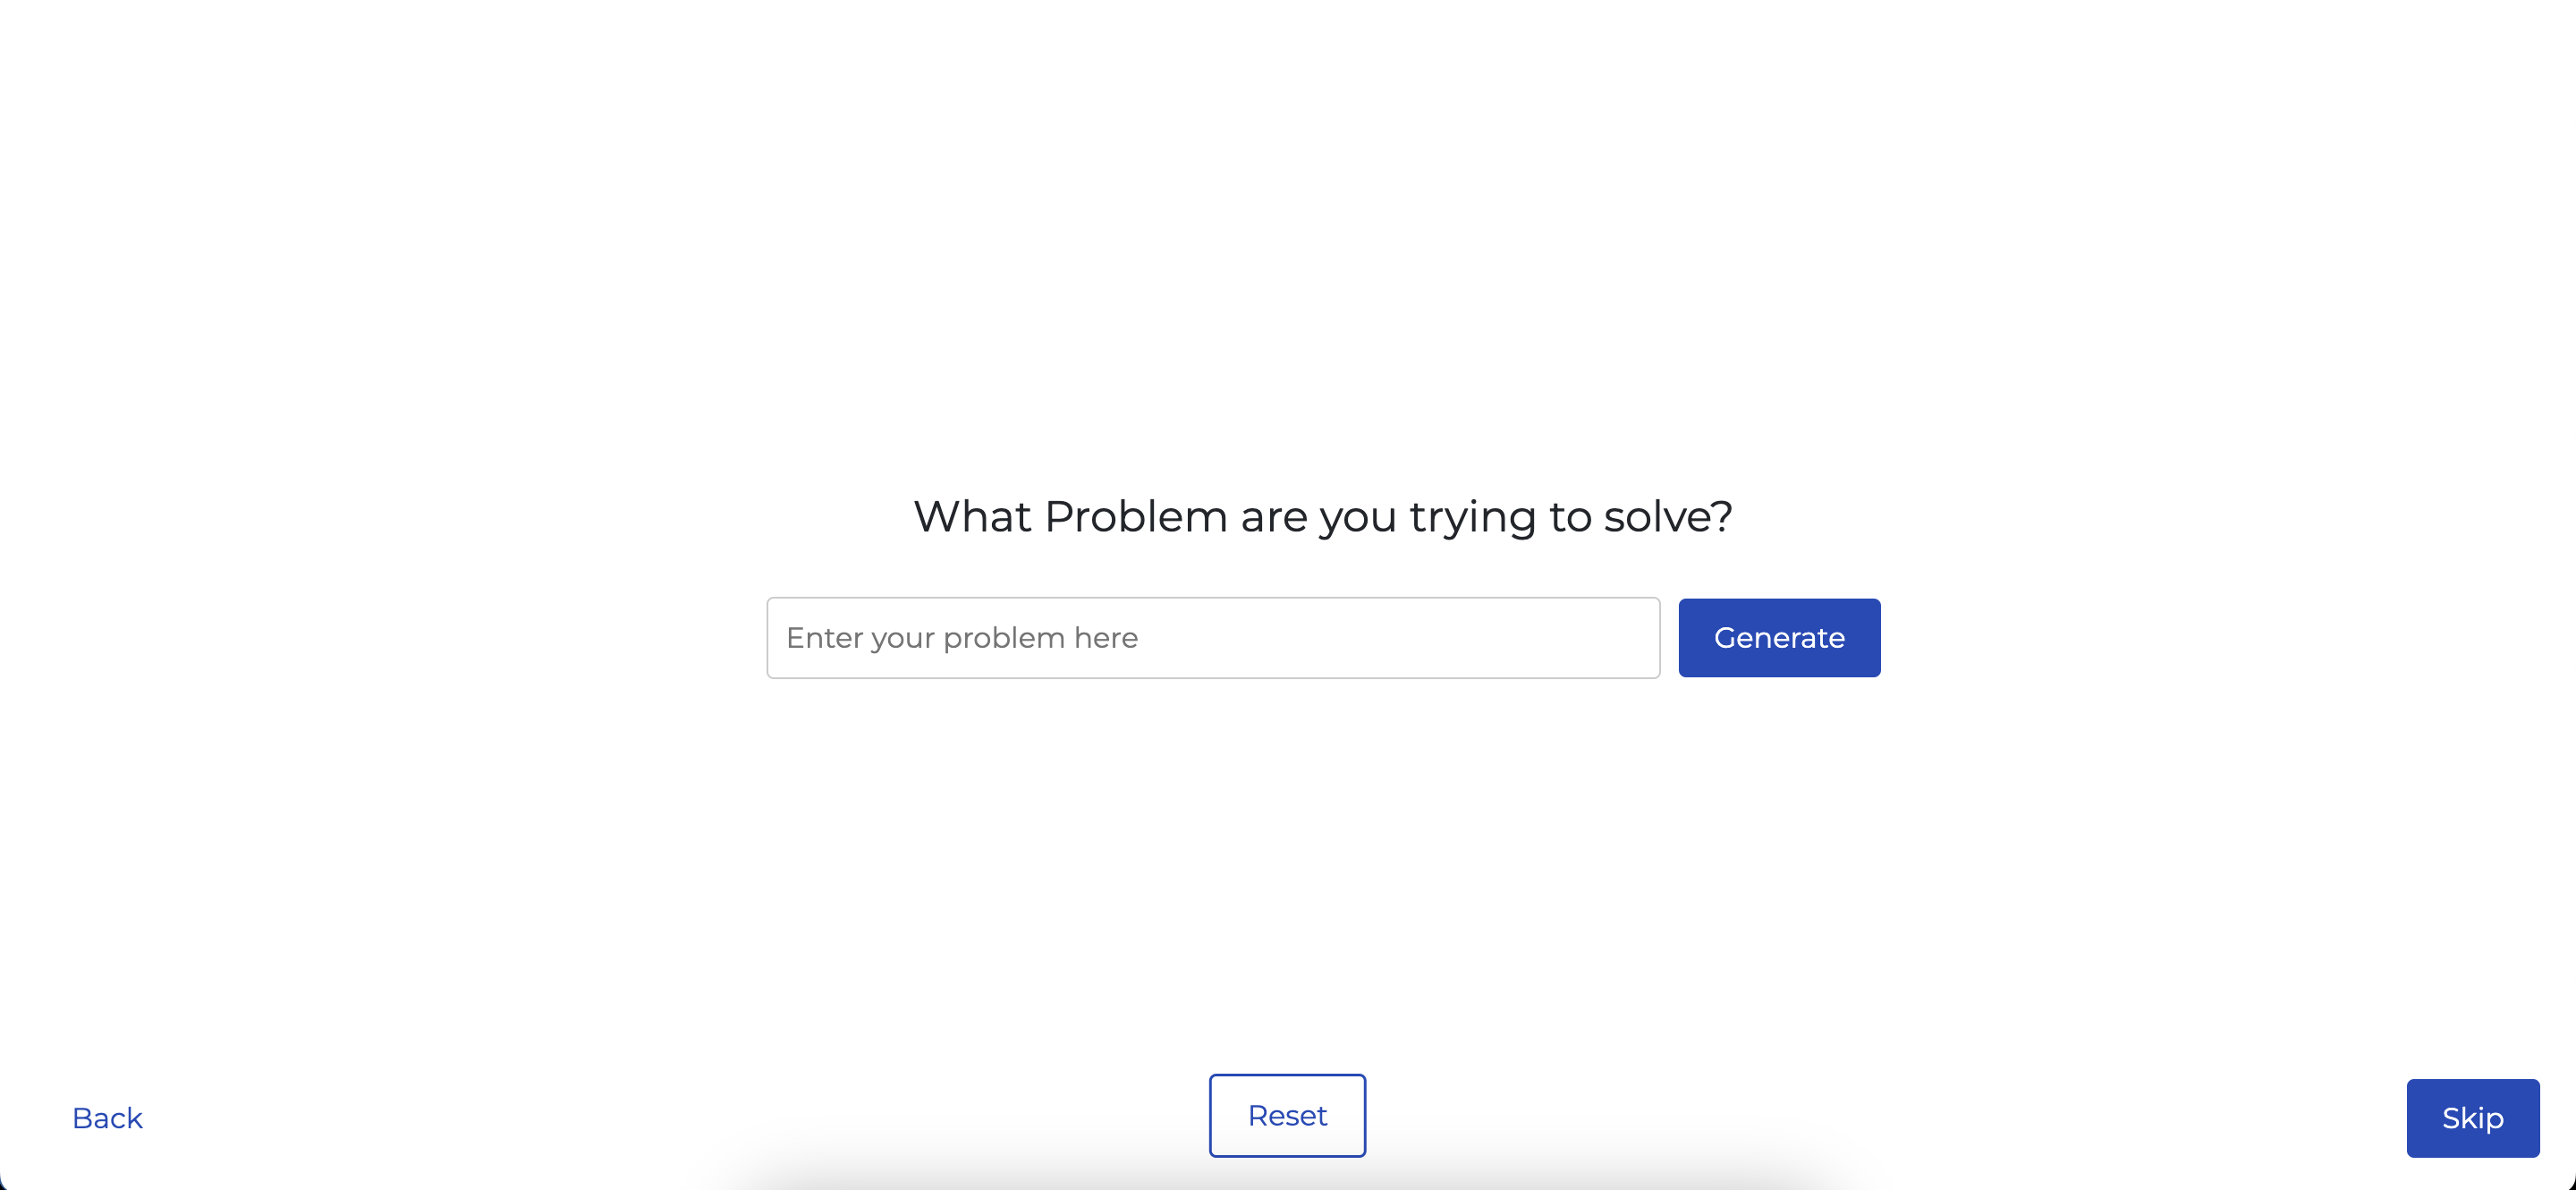 What Problem are you trying to solve?
Enter your problem here
Generate
Back
Reset
Skip